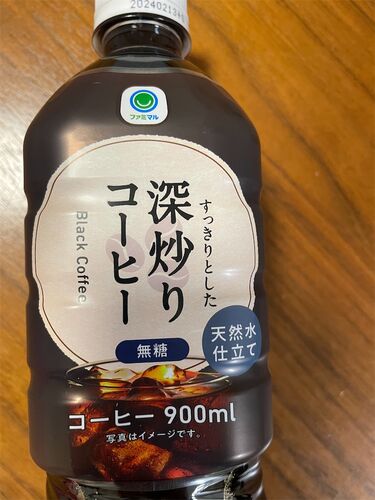 ファミマル
すっきりとした
深炒り
コーヒー
Black Coffee
無糖
天然水
仕立て
コーヒー 900ml
写真はイメージです。